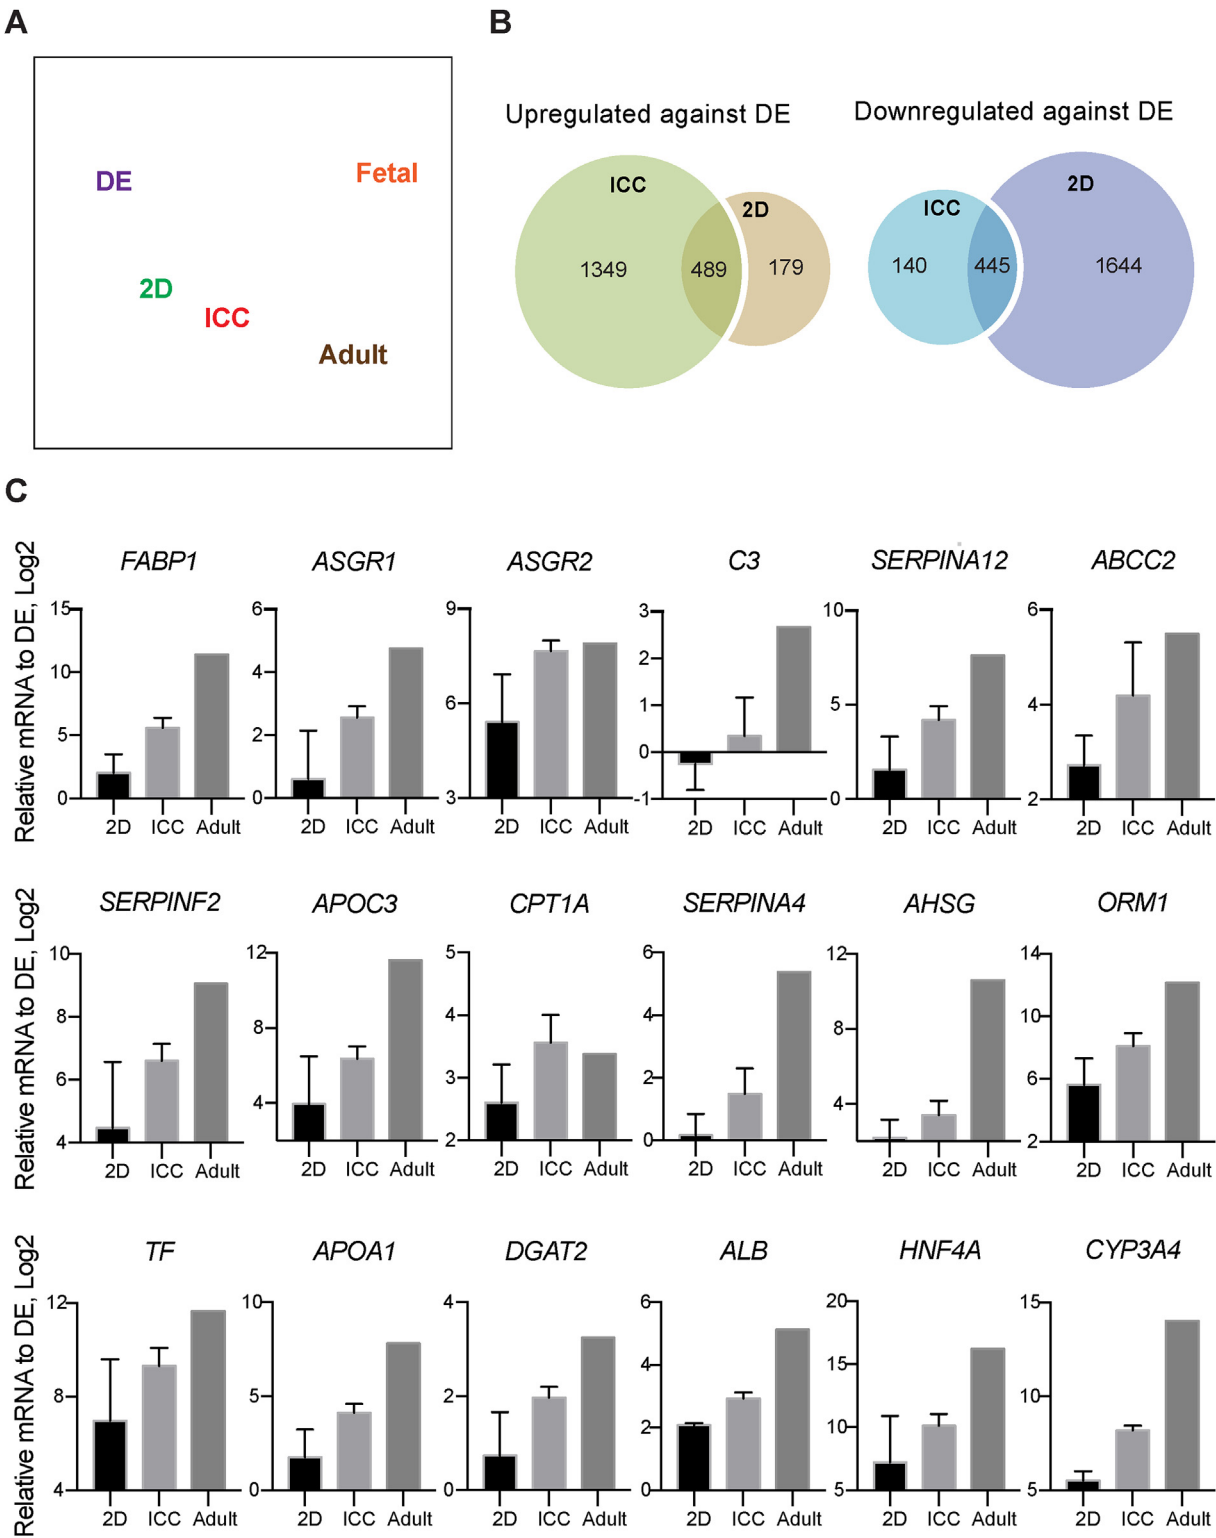 A
B
DE
Fetal
2D
ICC
Adult
Upregulated against DE
Downregulated against DE
ICC
2D
1349
489
179
ICC
2D
140
445
1644
C
Relative mRNA to DE, Log2
FABP1
15
10
5
0
2D ICC Adult
ASGR1
6
4
2
0
2D ICC Adult
ASGR2
9
6
3
2D ICC Adult
C3
3
2
1
0
-1
2D ICC Adult
SERPINA12
10
5
0
2D ICC Adult
ABCC2
6
4
2
2D ICC Adult
Relative mRNA to DE, Log2
SERPINF2
10
8
6
4
2D ICC Adult
APOC3
12
8
4
2D ICC Adult
CPT1A
5
4
3
2
2D ICC Adult
SERPINA4
6
4
2
0
2D ICC Adult
AHSG
12
8
4
2D ICC Adult
ORM1
14
10
6
2
2D ICC Adult
Relative mRNA to DE, Log2
TF
12
8
4
2D ICC Adult
APOA1
10
5
0
2D ICC Adult
DGAT2
4
2
0
2D ICC Adult
ALB
6
4
2
0
2D ICC Adult
HNF4A
20
15
10
5
2D ICC Adult
CYP3A4
15
10
5
2D ICC Adult